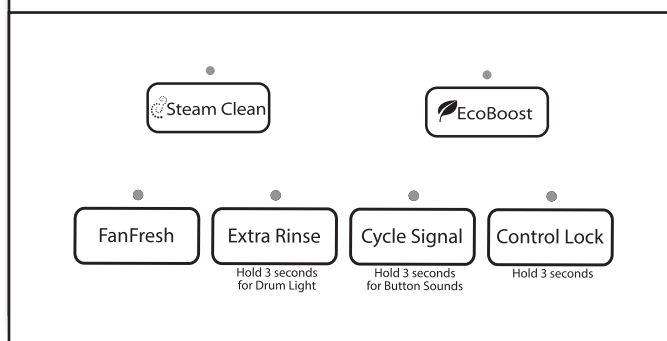 Steam Clean
EcoBoost
FanFresh
Extra Rinse
Cycle Signal
Control Lock
Hold 3 seconds
for Drum Light
Hold 3 seconds
for Button Sounds
Hold 3 seconds